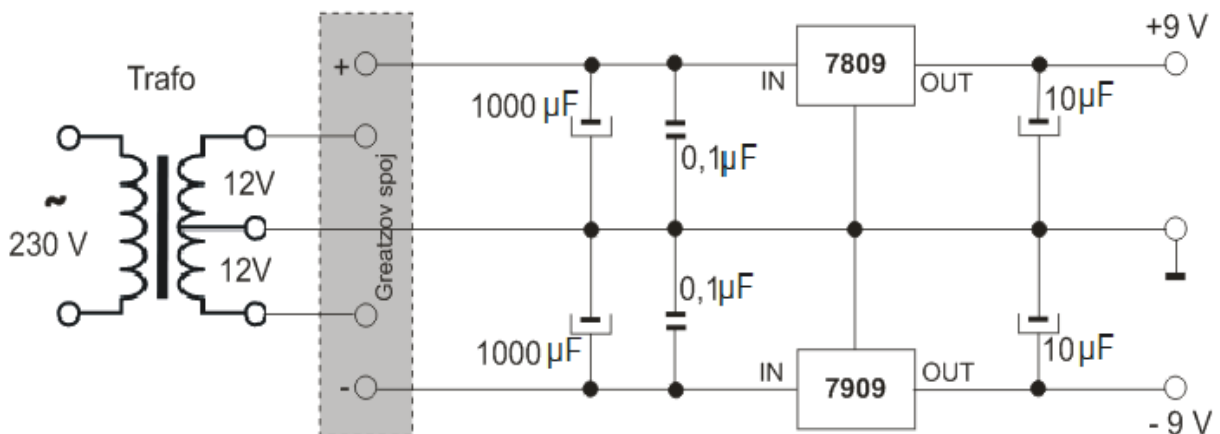 Trafo
~
230 V
12V
12V
+
Greatzov spoj
-
1000 µF
0,1µF
0,1µF
1000 µF
IN
7809
OUT
10µF
+9 V
IN
7909
OUT
10µF
- 9 V